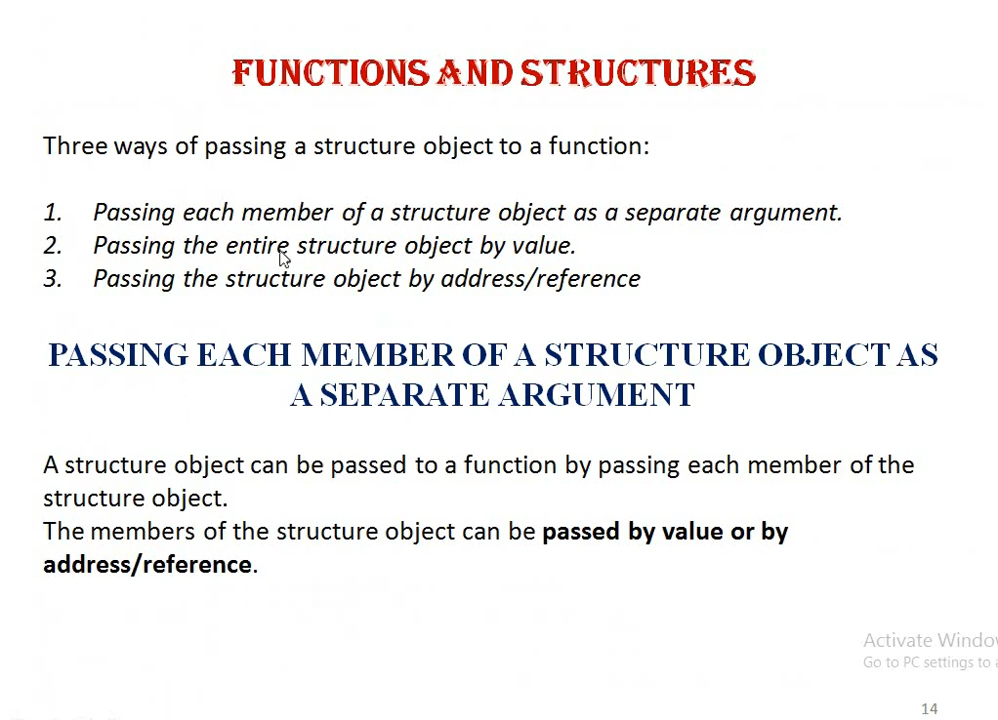 FUNCTIONS AND STRUCTURES
Three ways of passing a structure object to a function:
1. Passing each member of a structure object as a separate argument.
2. Passing the entire structure object by value.
3. Passing the structure object by address/reference
PASSING EACH MEMBER OF A STRUCTURE OBJECT AS
A SEPARATE ARGUMENT
A structure object can be passed to a function by passing each member of the
structure object.
The members of the structure object can be passed by value or by
address/reference.
Activate Windo
Go to PC settings to a
14